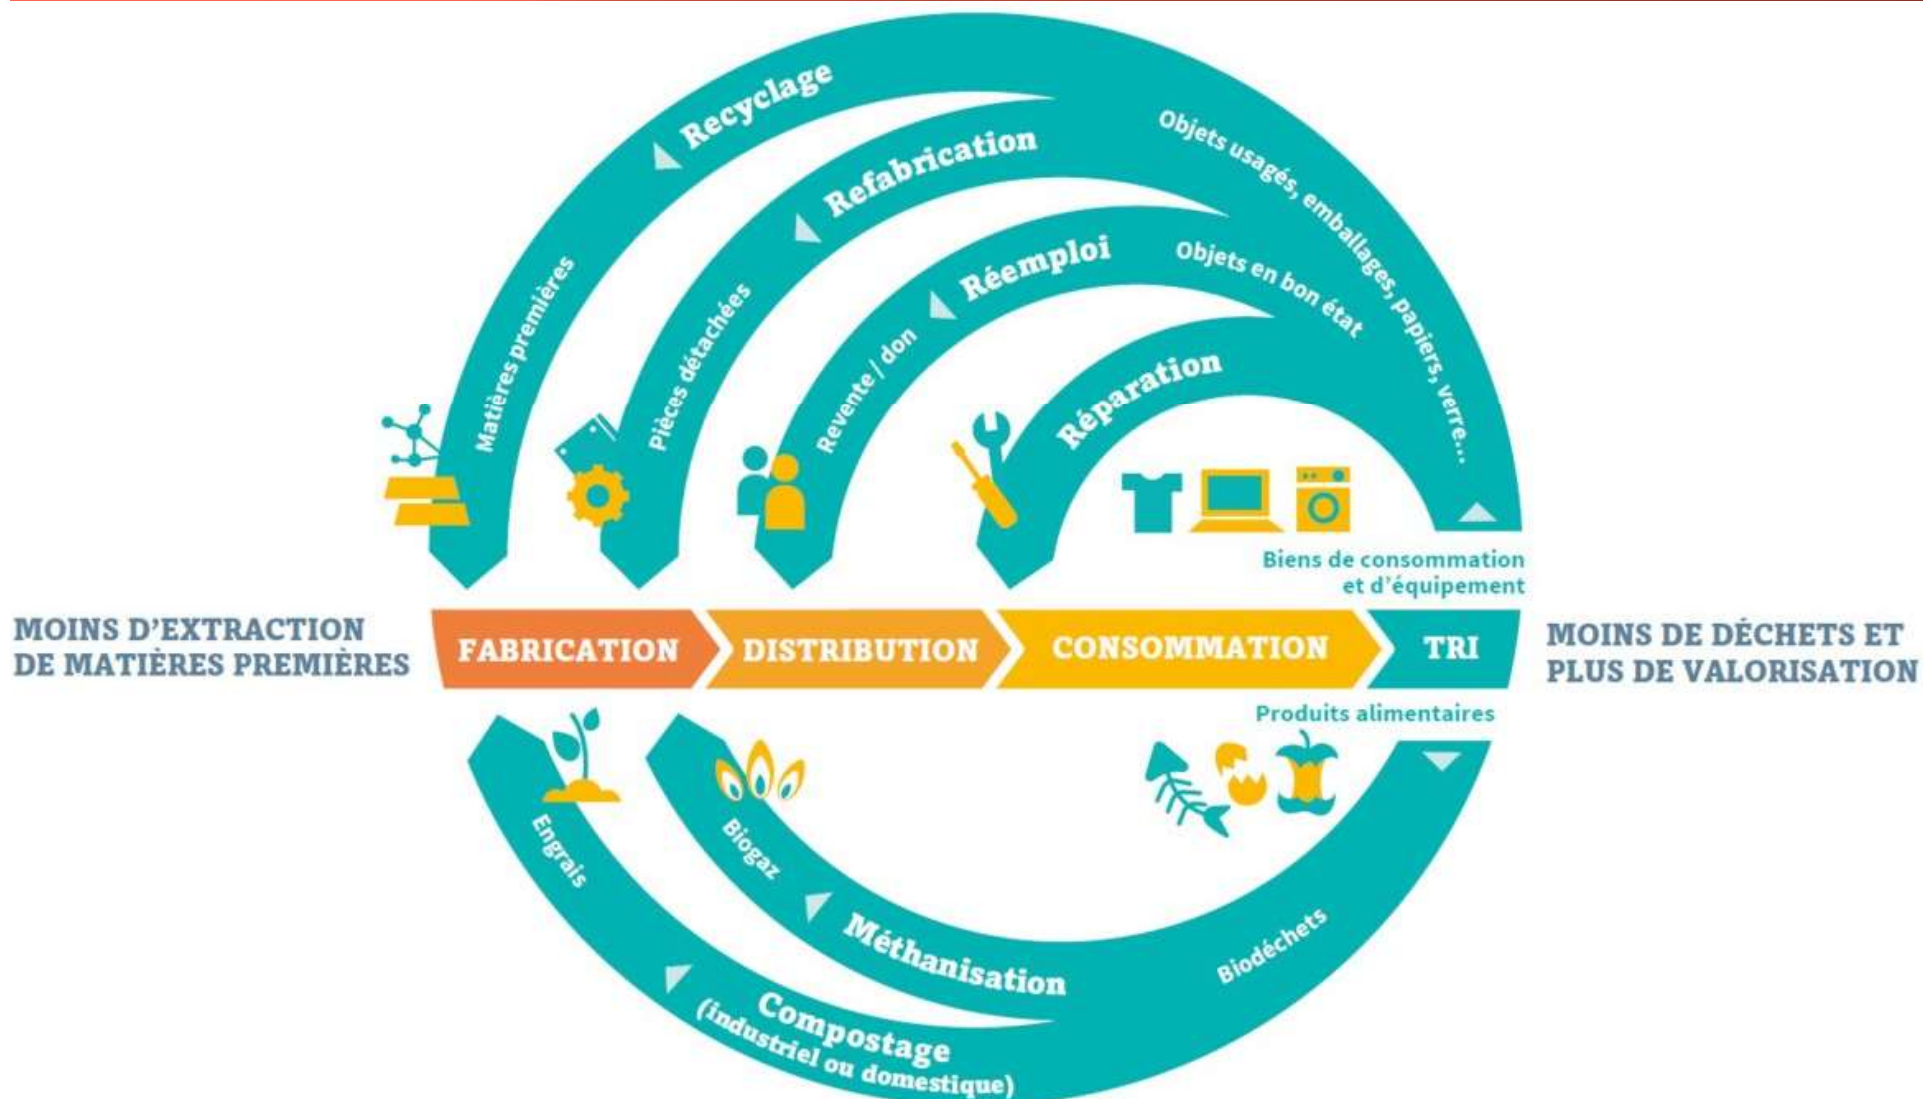 Recyclage
Matières premières
Refabrication
Pièces détachées
Réemploi
Revente / don
Réparation
Objets usagés, emballages, papiers, verre...
Objets en bon état
Biens de consommation
et d'équipement
MOINS D'EXTRACTION
DE MATIÈRES PREMIÈRES
FABRICATION
DISTRIBUTION
CONSOMMATION
TRI
MOINS DE DÉCHETS ET
PLUS DE VALORISATION
Produits alimentaires
Engrais
Biogaz
Méthanisation
Biodéchets
Compostage
(industriel ou domestique)